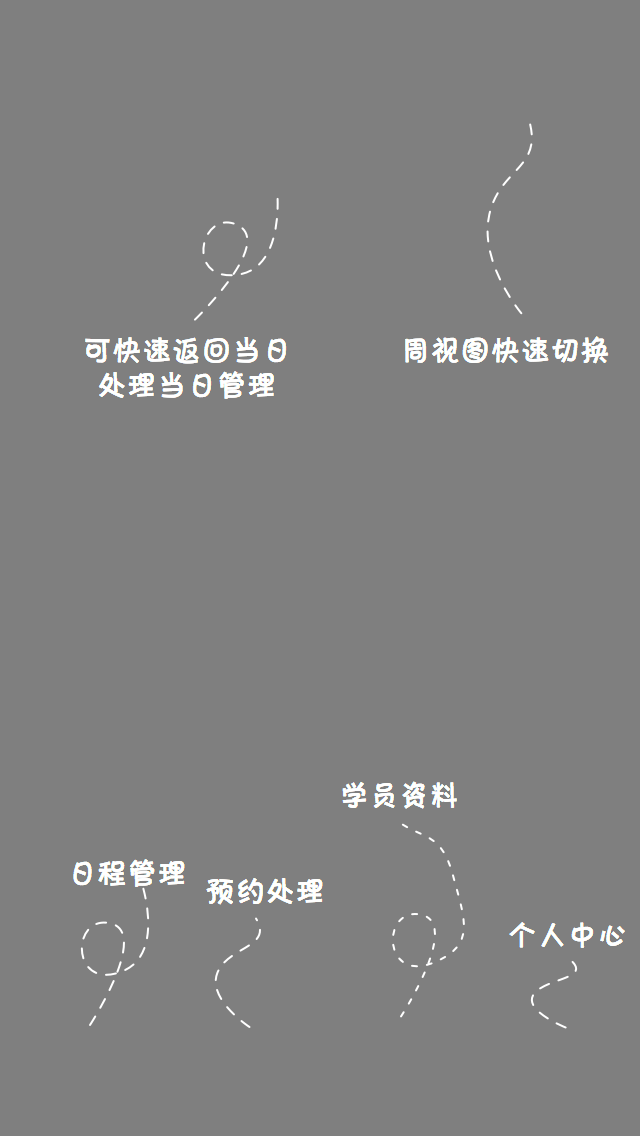 可快速返回当日
处理当日管理
周视图快速切换
学员资料
日程管理
预约处理
个人中心